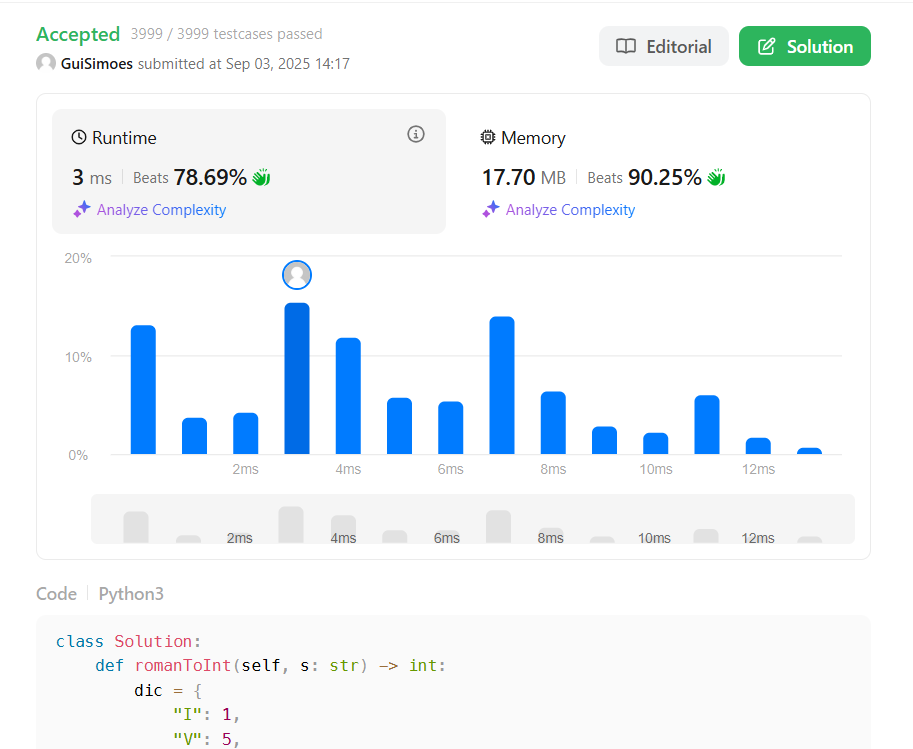 Accepted 3999 / 3999 testcases passed
GuiSimoes submitted at Sep 03, 2025 14:17
Editorial
Solution
Runtime
3 ms Beats 78.69%
Analyze Complexity
Memory
17.70 MB Beats 90.25%
Analyze Complexity
20%
10%
0%
2ms 4ms 6ms 8ms 10ms 12ms
2ms 4ms 6ms 8ms 10ms 12ms
Code Python3
class Solution:
    def romanToInt(self, s: str) -> int:
        dic = {
            "I": 1,
            "V": 5,